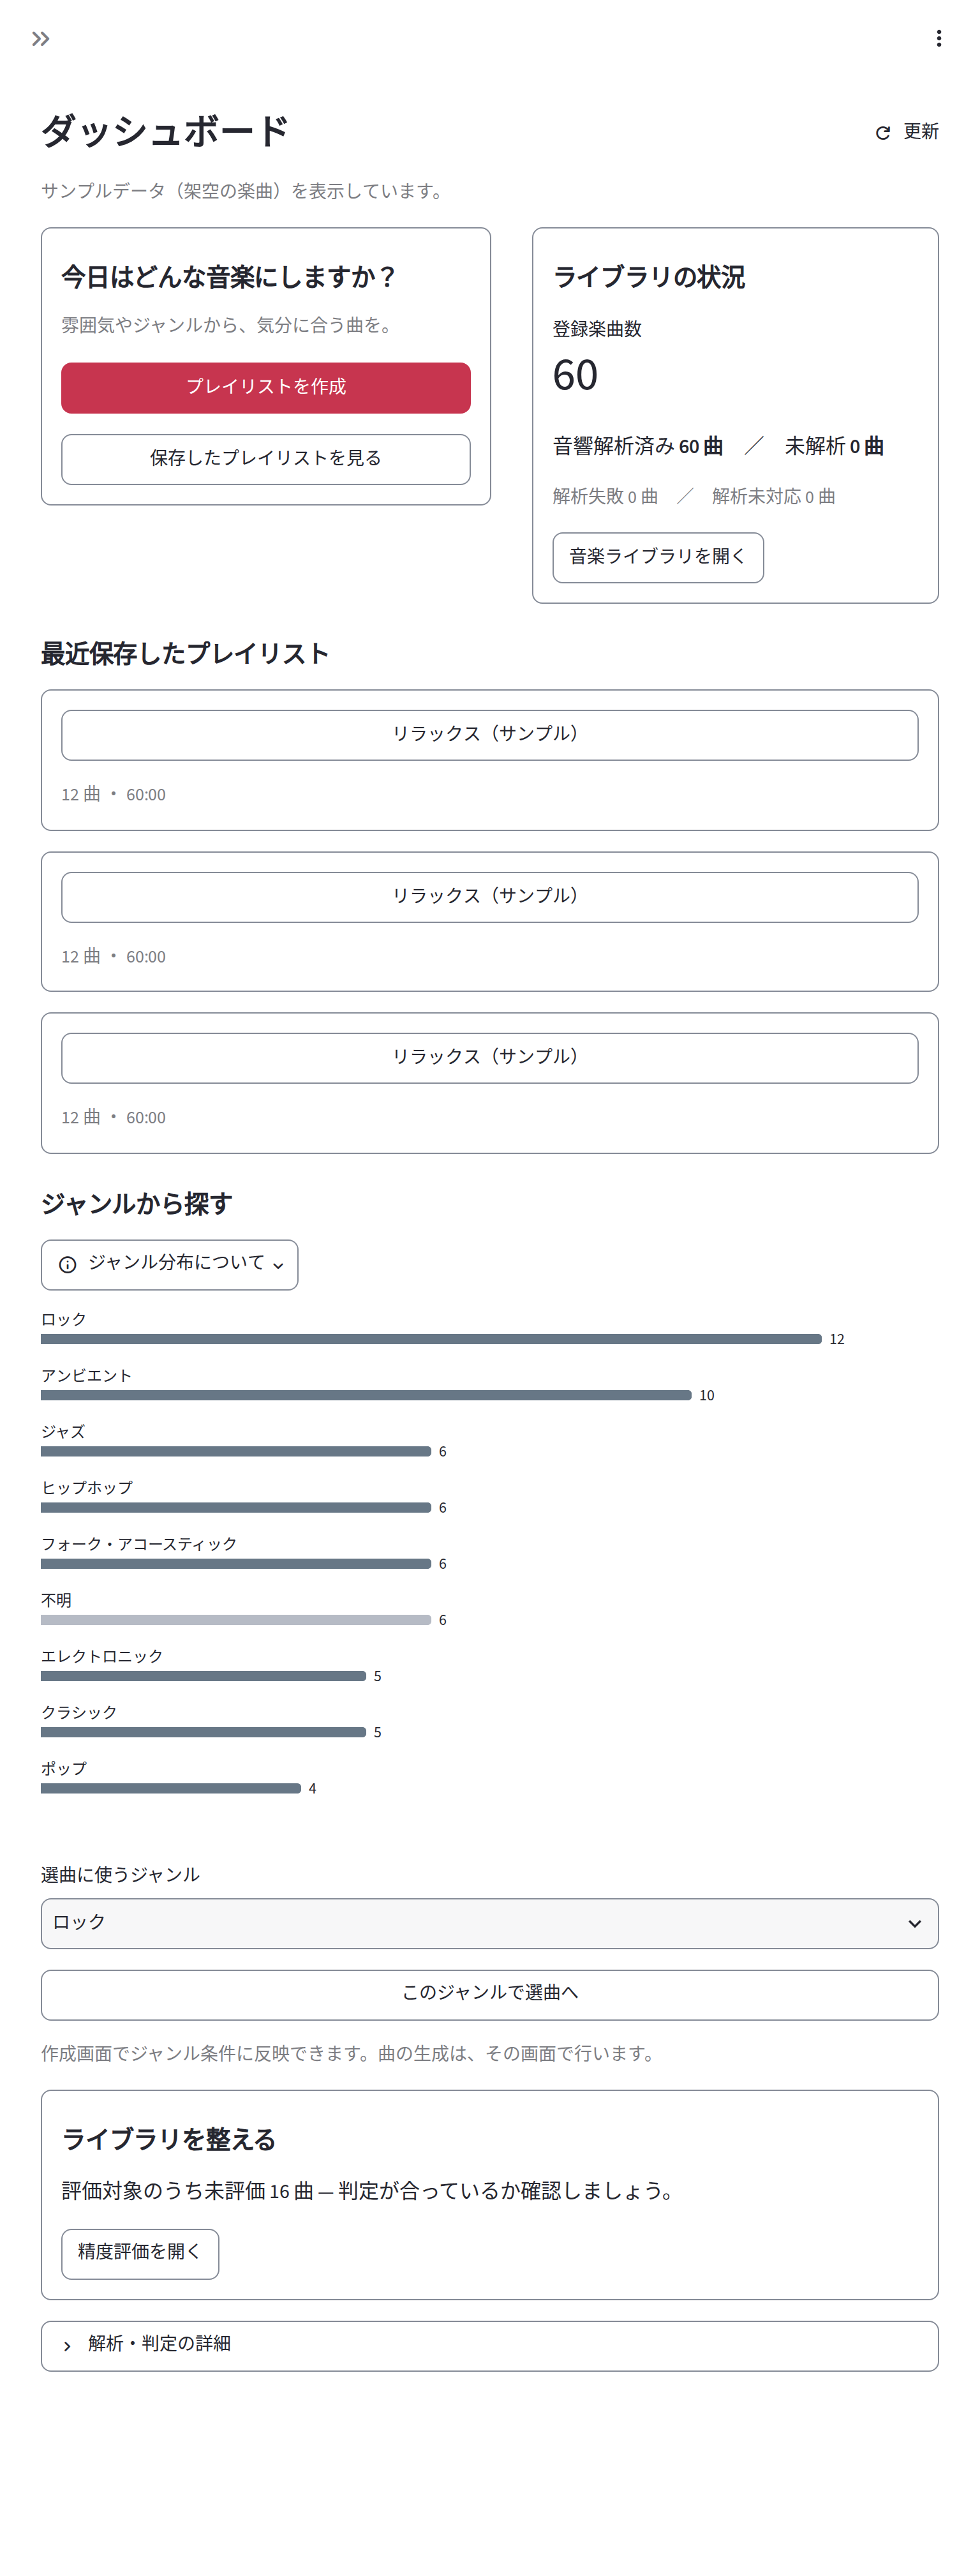 ダッシュボード
更新
サンプルデータ（架空の楽曲）を表示しています。
今日はどんな音楽にしますか？
雰囲気やジャンルから、気分に合う曲を。
プレイリストを作成
保存したプレイリストを見る
ライブラリの状況
登録楽曲数
60
音響解析済み 60 曲　／　未解析 0 曲
解析失敗 0 曲　／　解析未対応 0 曲
音楽ライブラリを開く
最近保存したプレイリスト
リラックス（サンプル）
12 曲 ・ 60:00
リラックス（サンプル）
12 曲 ・ 60:00
リラックス（サンプル）
12 曲 ・ 60:00
ジャンルから探す
ジャンル分布について
ロック
12
アンビエント
10
ジャズ
6
ヒップホップ
6
フォーク・アコースティック
6
不明
6
エレクトロニック
5
クラシック
5
ポップ
4
選曲に使うジャンル
ロック
このジャンルで選曲へ
作成画面でジャンル条件に反映できます。曲の生成は、その画面で行います。
ライブラリを整える
評価対象のうち未評価 16 曲 — 判定が合っているか確認しましょう。
精度評価を開く
解析・判定の詳細